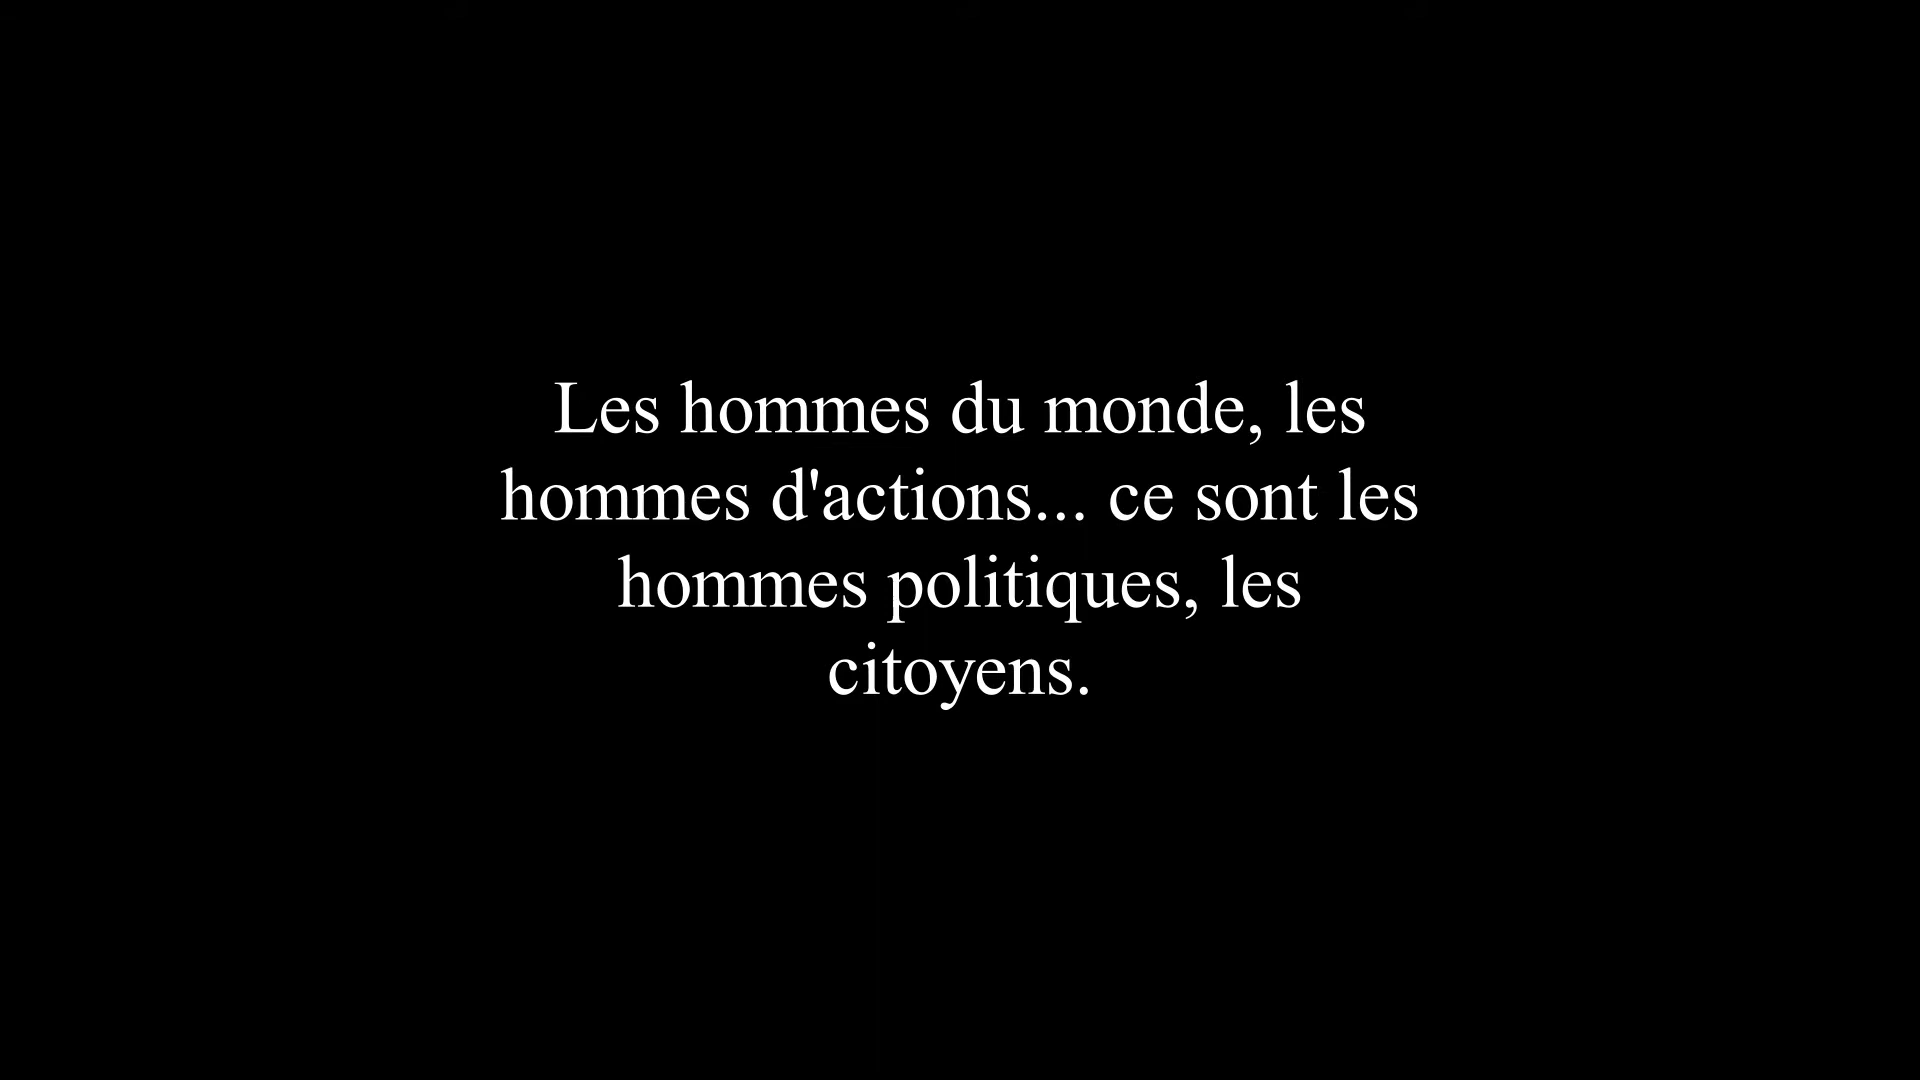 Les hommes du monde, les
hommes d'actions... ce sont les
hommes politiques, les
citoyens.